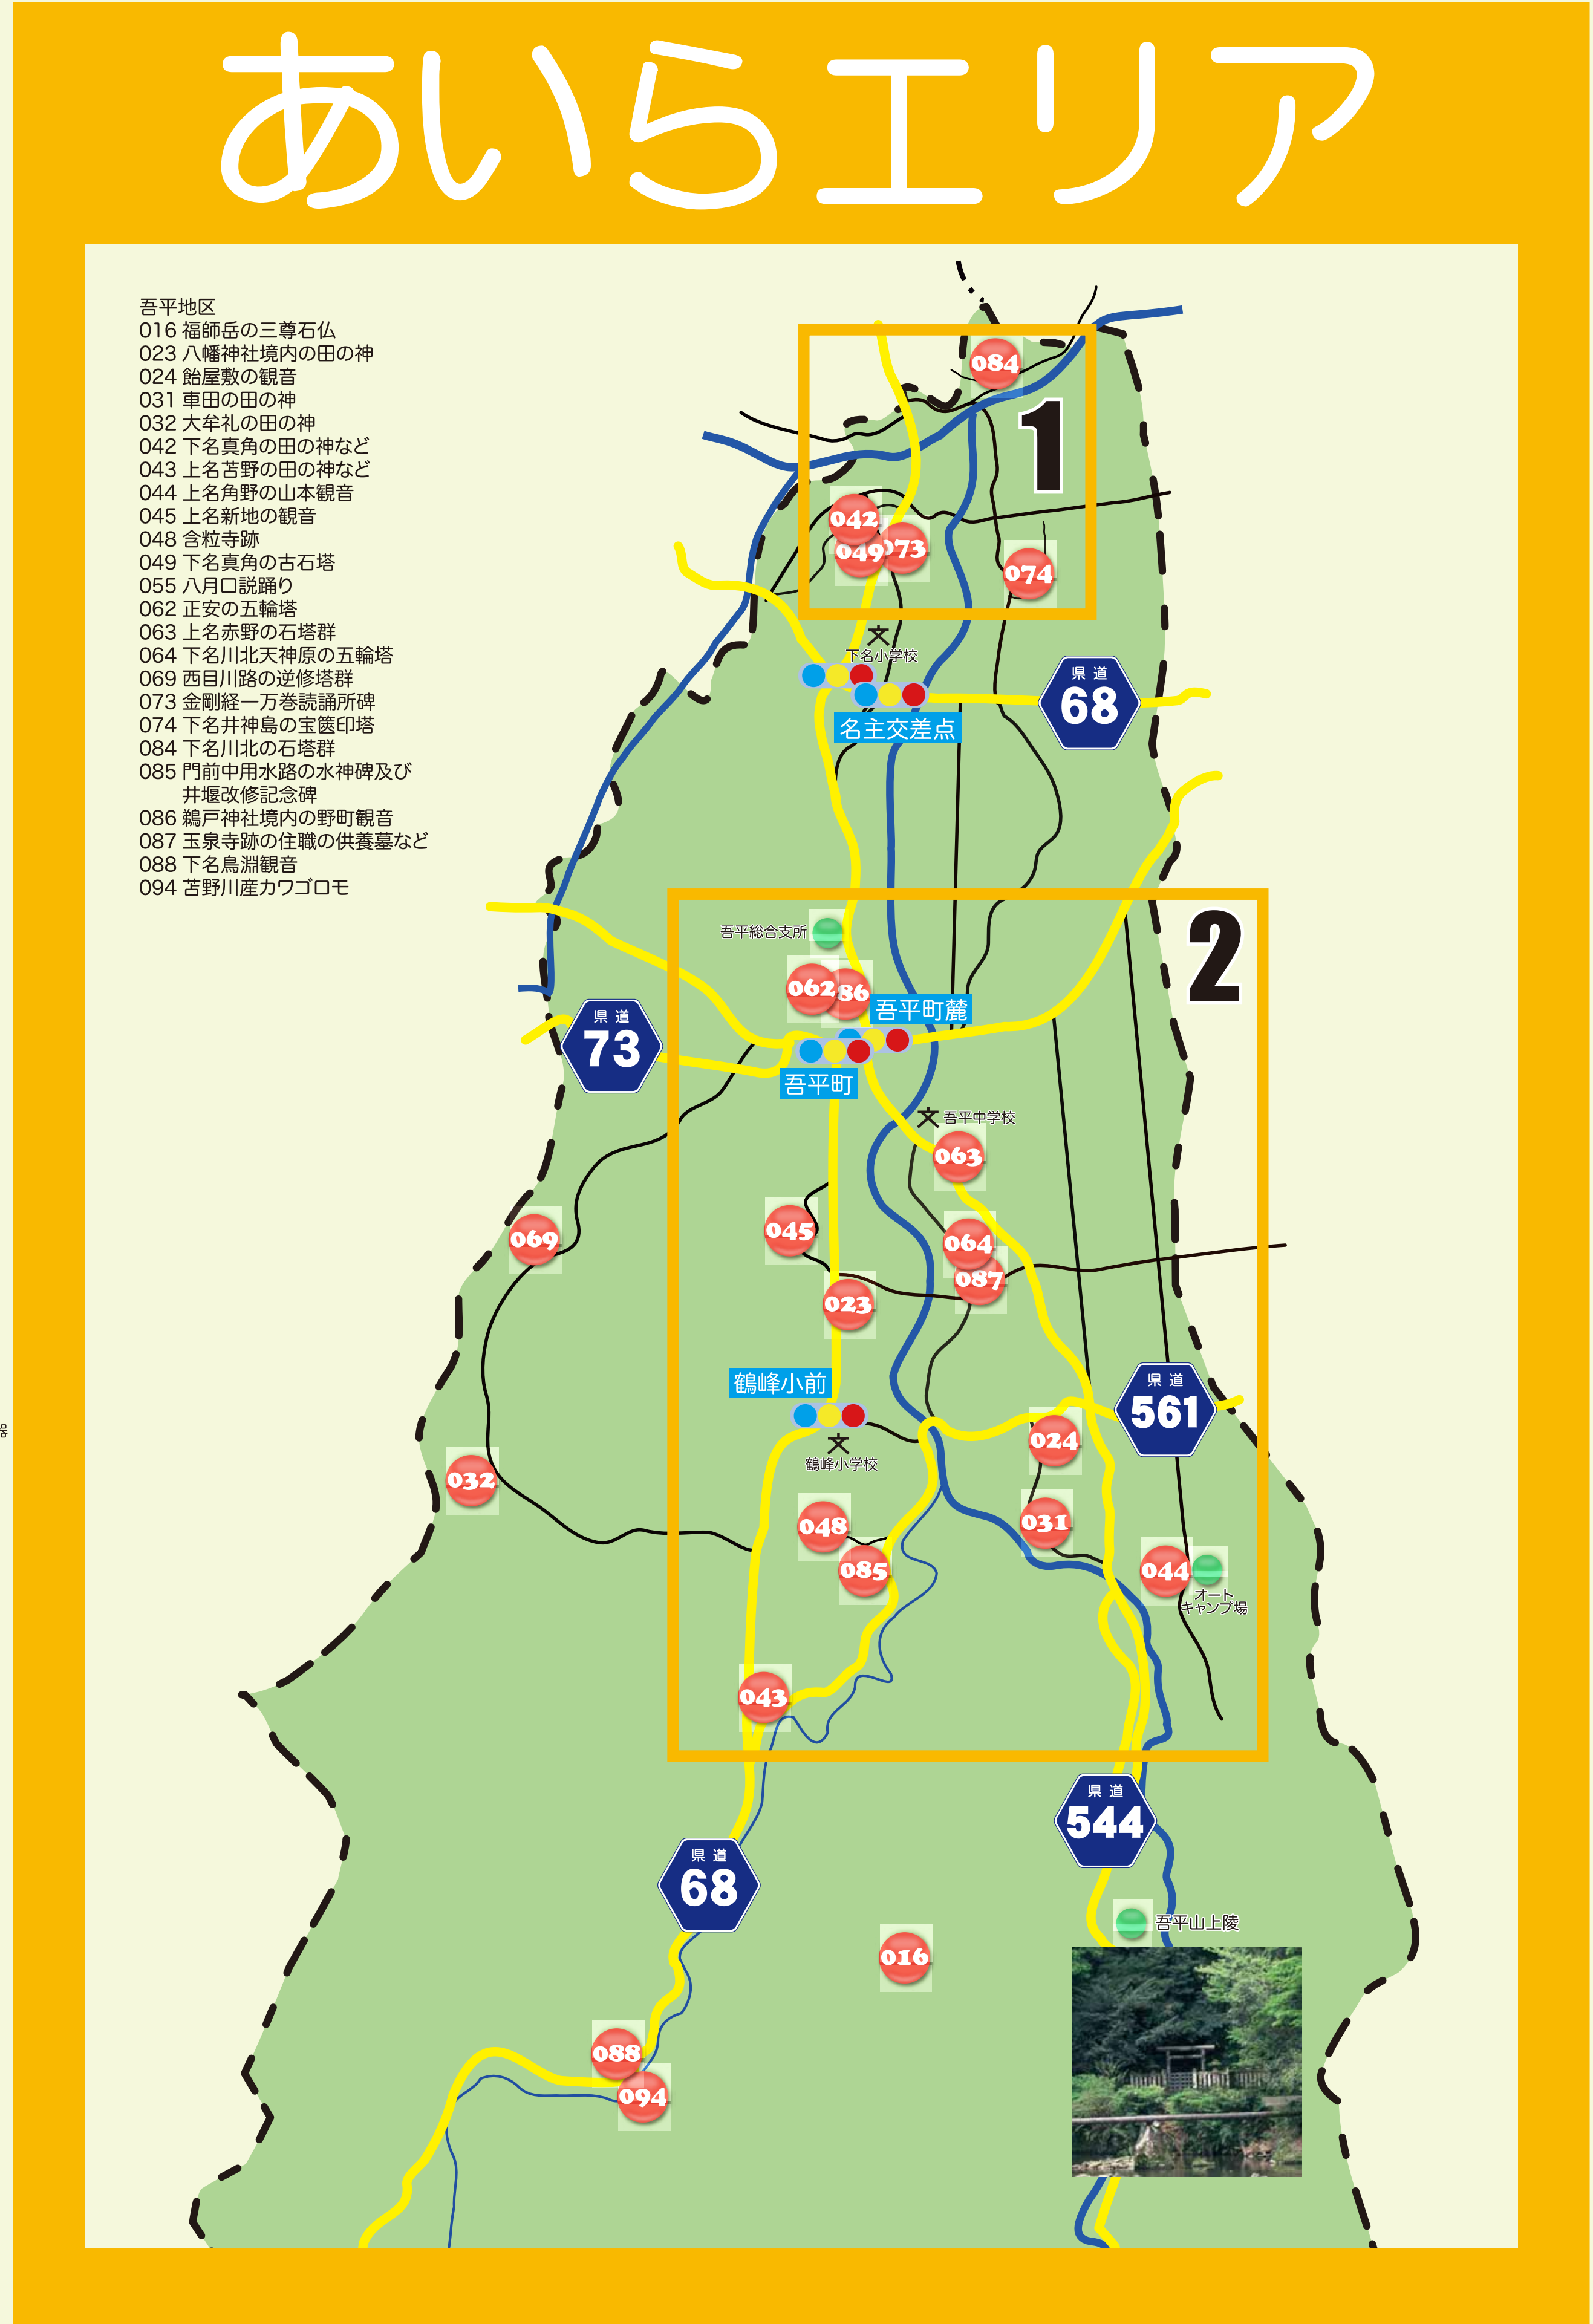 あいらエリア
吾平地区
016 福師岳の三尊石仏
023 八幡神社境内の田の神
024 飴屋敷の観音
031 車田の田の神
032 大牟礼の田の神
042 下名真角の田の神など
043 上名苫野の田の神など
044 上名角野の山本観音
045 上名新地の観音
048 含粒寺跡
049 下名真角の古石塔
055 八月口説踊り
062 正安の五輪塔
063 上名赤野の石塔群
064 下名川北天神原の五輪塔
069 西目川路の逆修塔群
073 金剛経一万巻読誦所碑
074 下名井神島の宝篋印塔
084 下名川北の石塔群
085 門前中用水路の水神碑及び
井堰改修記念碑
086 鵜戸神社境内の野町観音
087 玉泉寺跡の住職の供養墓など
088 下名鳥淵観音
094 苫野川産カワゴロモ
084
1
042
049
073
074
下名小学校
県道
68
名主交差点
2
吾平総合支所
062
86
吾平町麓
県道
73
吾平町
吾平中学校
063
045
069
064
087
023
鶴峰小前
県道
561
024
鶴峰小学校
032
048
031
085
044
オート
キャンプ場
043
県道
544
県道
68
吾平山上陵
016
088
094